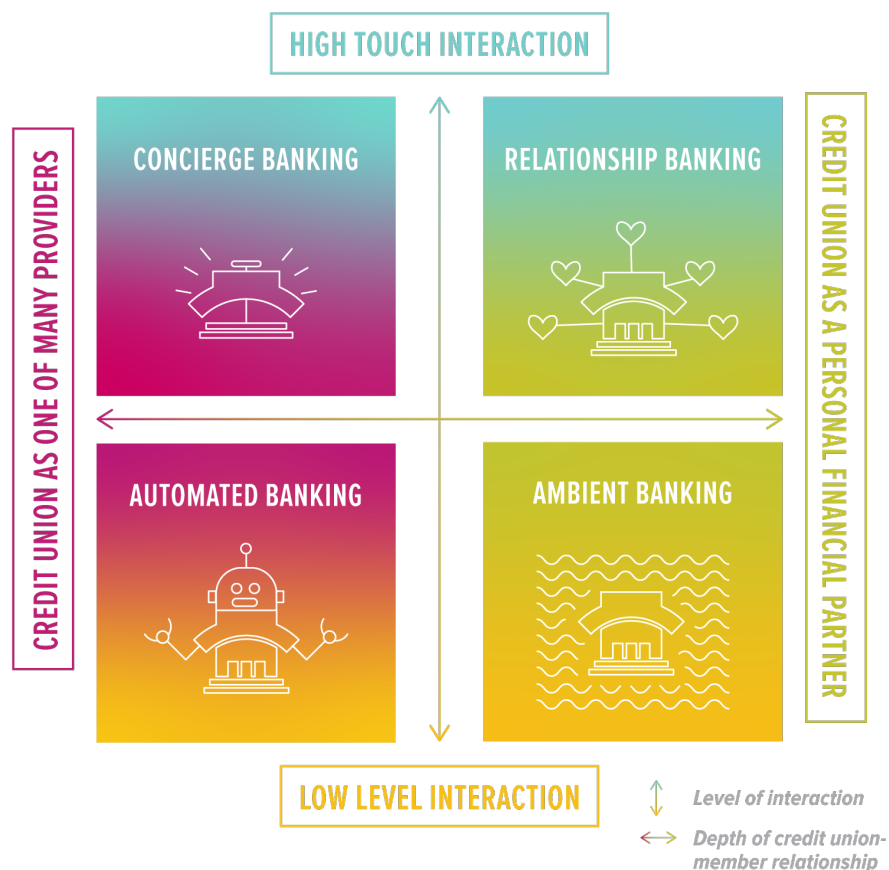 HIGH TOUCH INTERACTION
CREDIT UNION AS ONE OF MANY PROVIDERS
CONCIERGE BANKING
RELATIONSHIP BANKING
CREDIT UNION AS A PERSONAL FINANCIAL PARTNER
AUTOMATED BANKING
AMBIENT BANKING
LOW LEVEL INTERACTION
Level of interaction
Depth of credit union-
member relationship